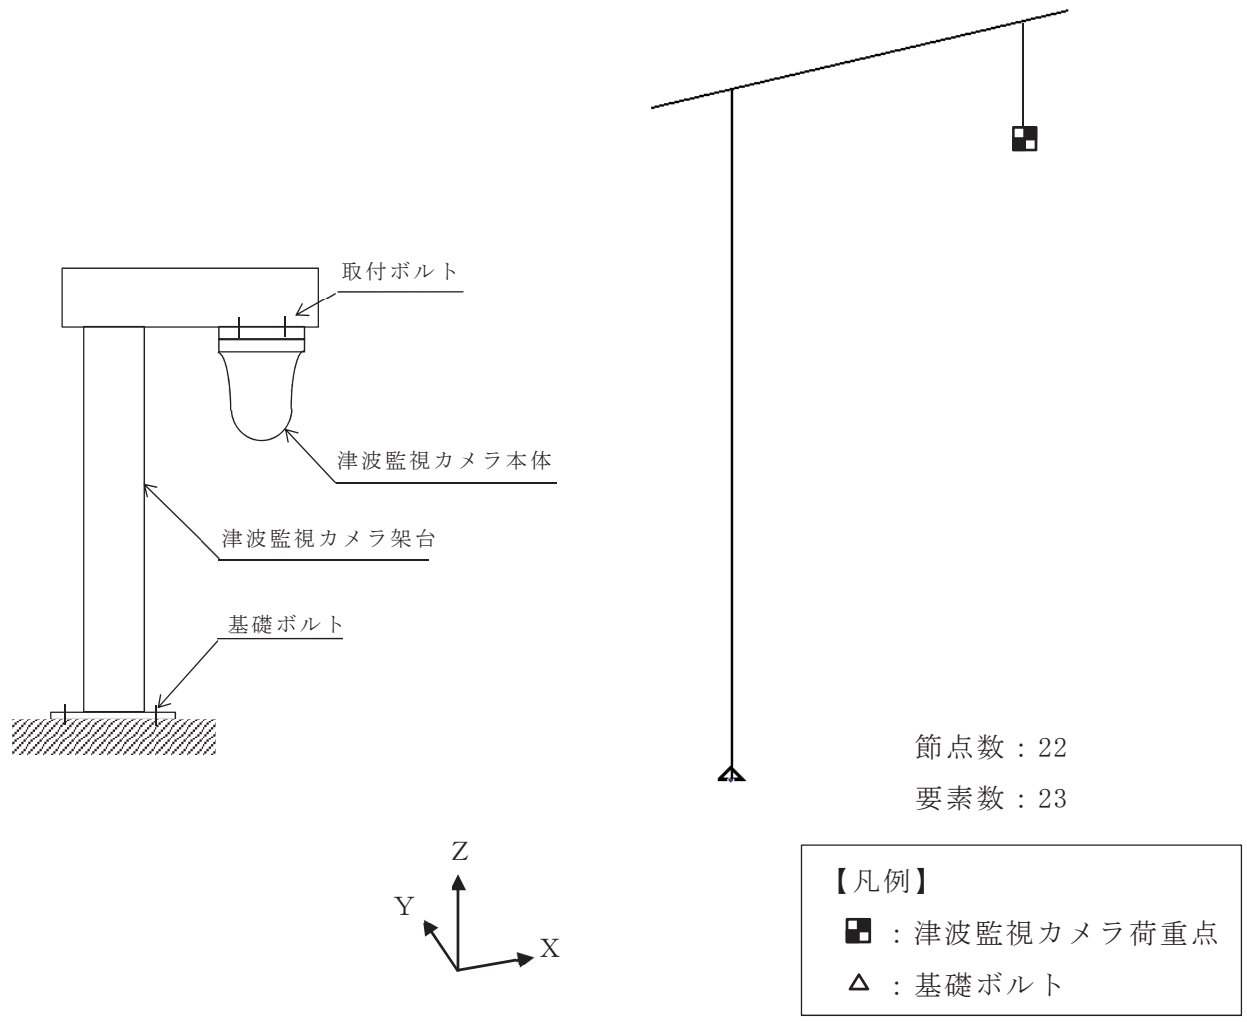 取付ボルト
津波監視カメラ本体
津波監視カメラ架台
基礎ボルト
節点数：22
要素数：23
Z
Y
X
【凡例】
：津波監視カメラ荷重点
：基礎ボルト